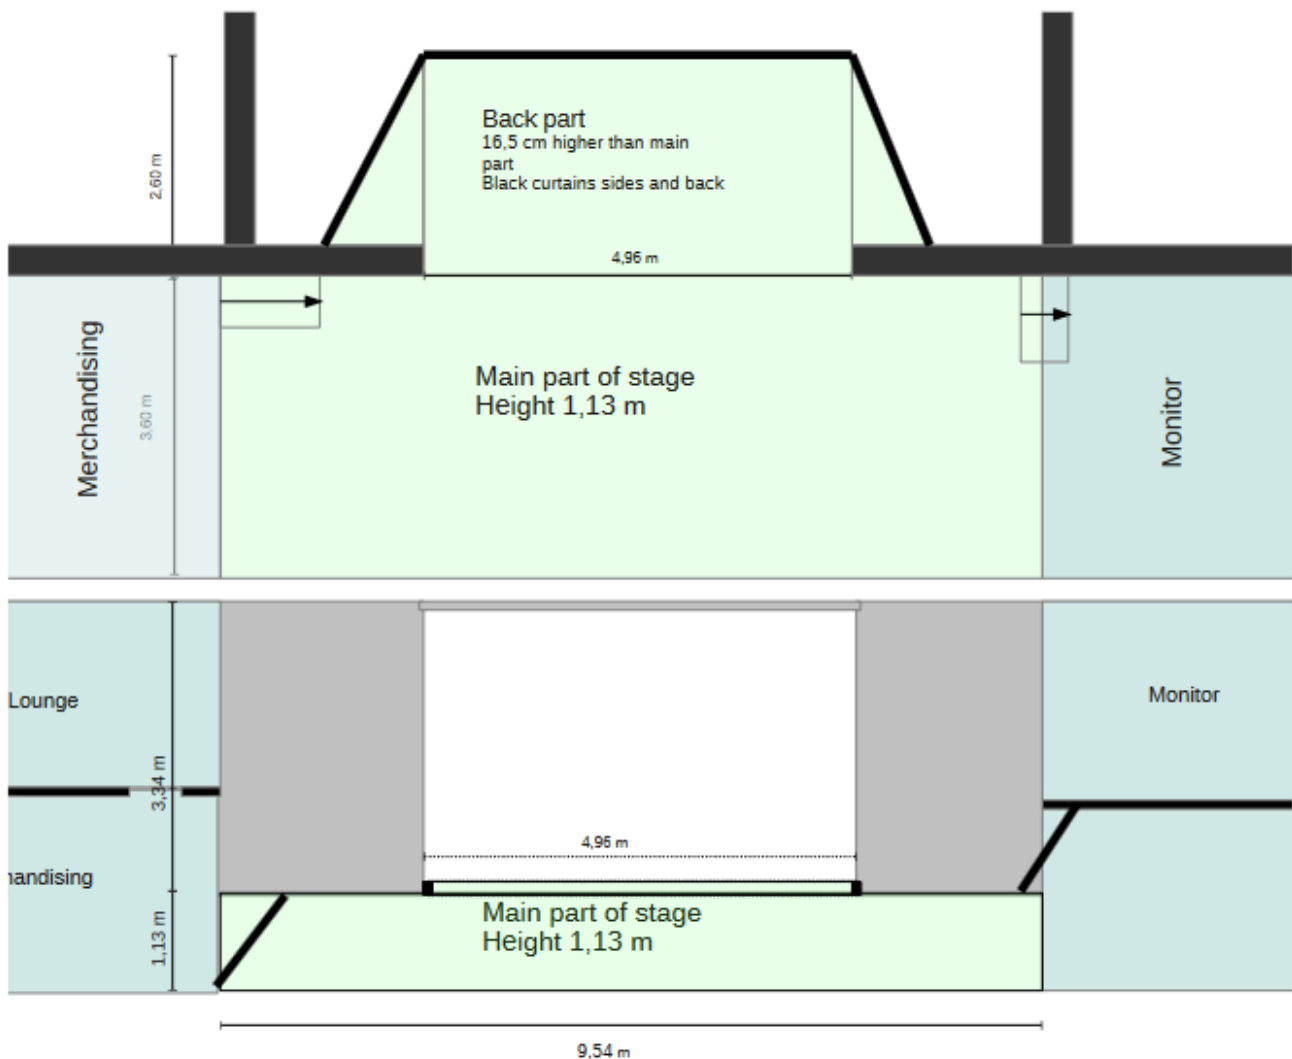 Back part
16,5 cm higher than main
part
Black curtains sides and back
2,60 m
4,96 m
Merchandising
3,60 m
Main part of stage
Height 1,13 m
Monitor
Lounge
Monitor
3,34 m
4,96 m
handising
1,13 m
Main part of stage
Height 1,13 m
9,54 m